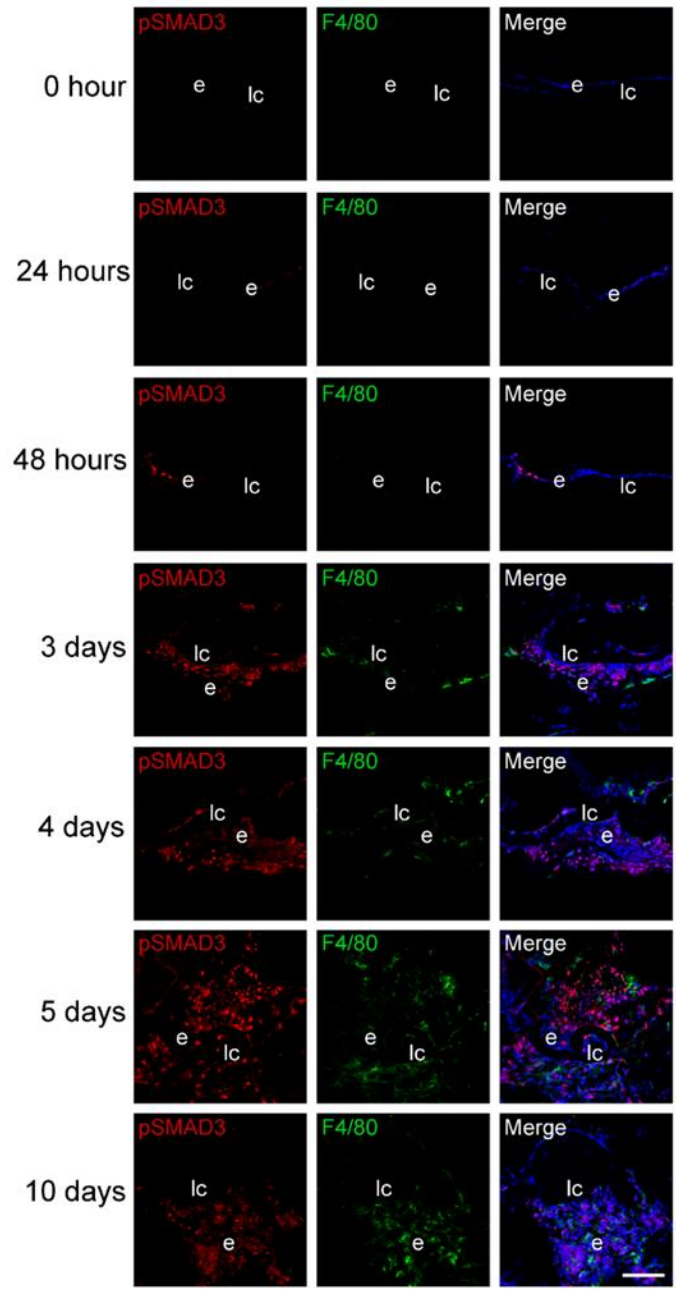 pSMAD3 F4/80 Merge
0 hour e lc e lc e lc
pSMAD3 F4/80 Merge
24 hours lc e lc e lc e
pSMAD3 F4/80 Merge
48 hours e lc e lc e lc
pSMAD3 F4/80 Merge
3 days lc e lc e lc e
pSMAD3 F4/80 Merge
4 days lc e lc e lc e
pSMAD3 F4/80 Merge
5 days e lc e lc e lc
pSMAD3 F4/80 Merge
10 days lc e lc e lc e